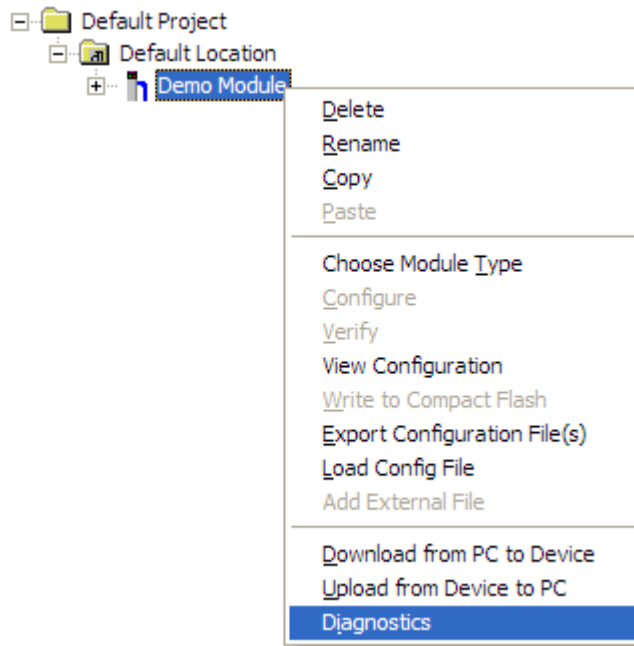 Default Project
Default Location
Demo Module
Delete
Rename
Copy
Paste
Choose Module Type
Configure
Verify
View Configuration
Write to Compact Flash
Export Configuration File(s)
Load Config File
Add External File
Download from PC to Device
Upload from Device to PC
Diagnostics